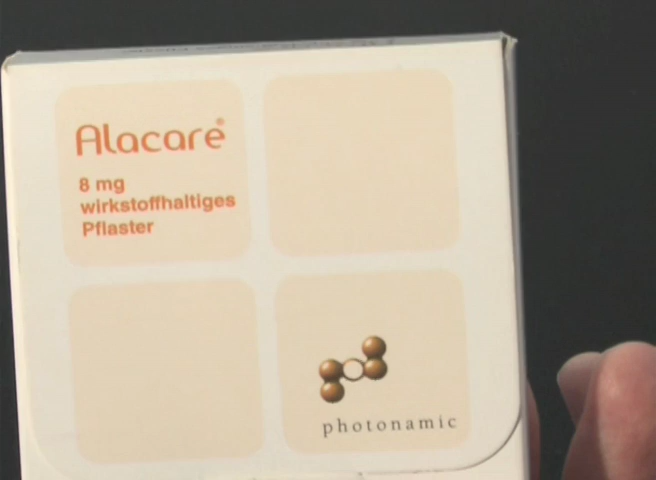 Alacare®
8 mg
wirkstoffhaltiges
Pflaster
photonamic